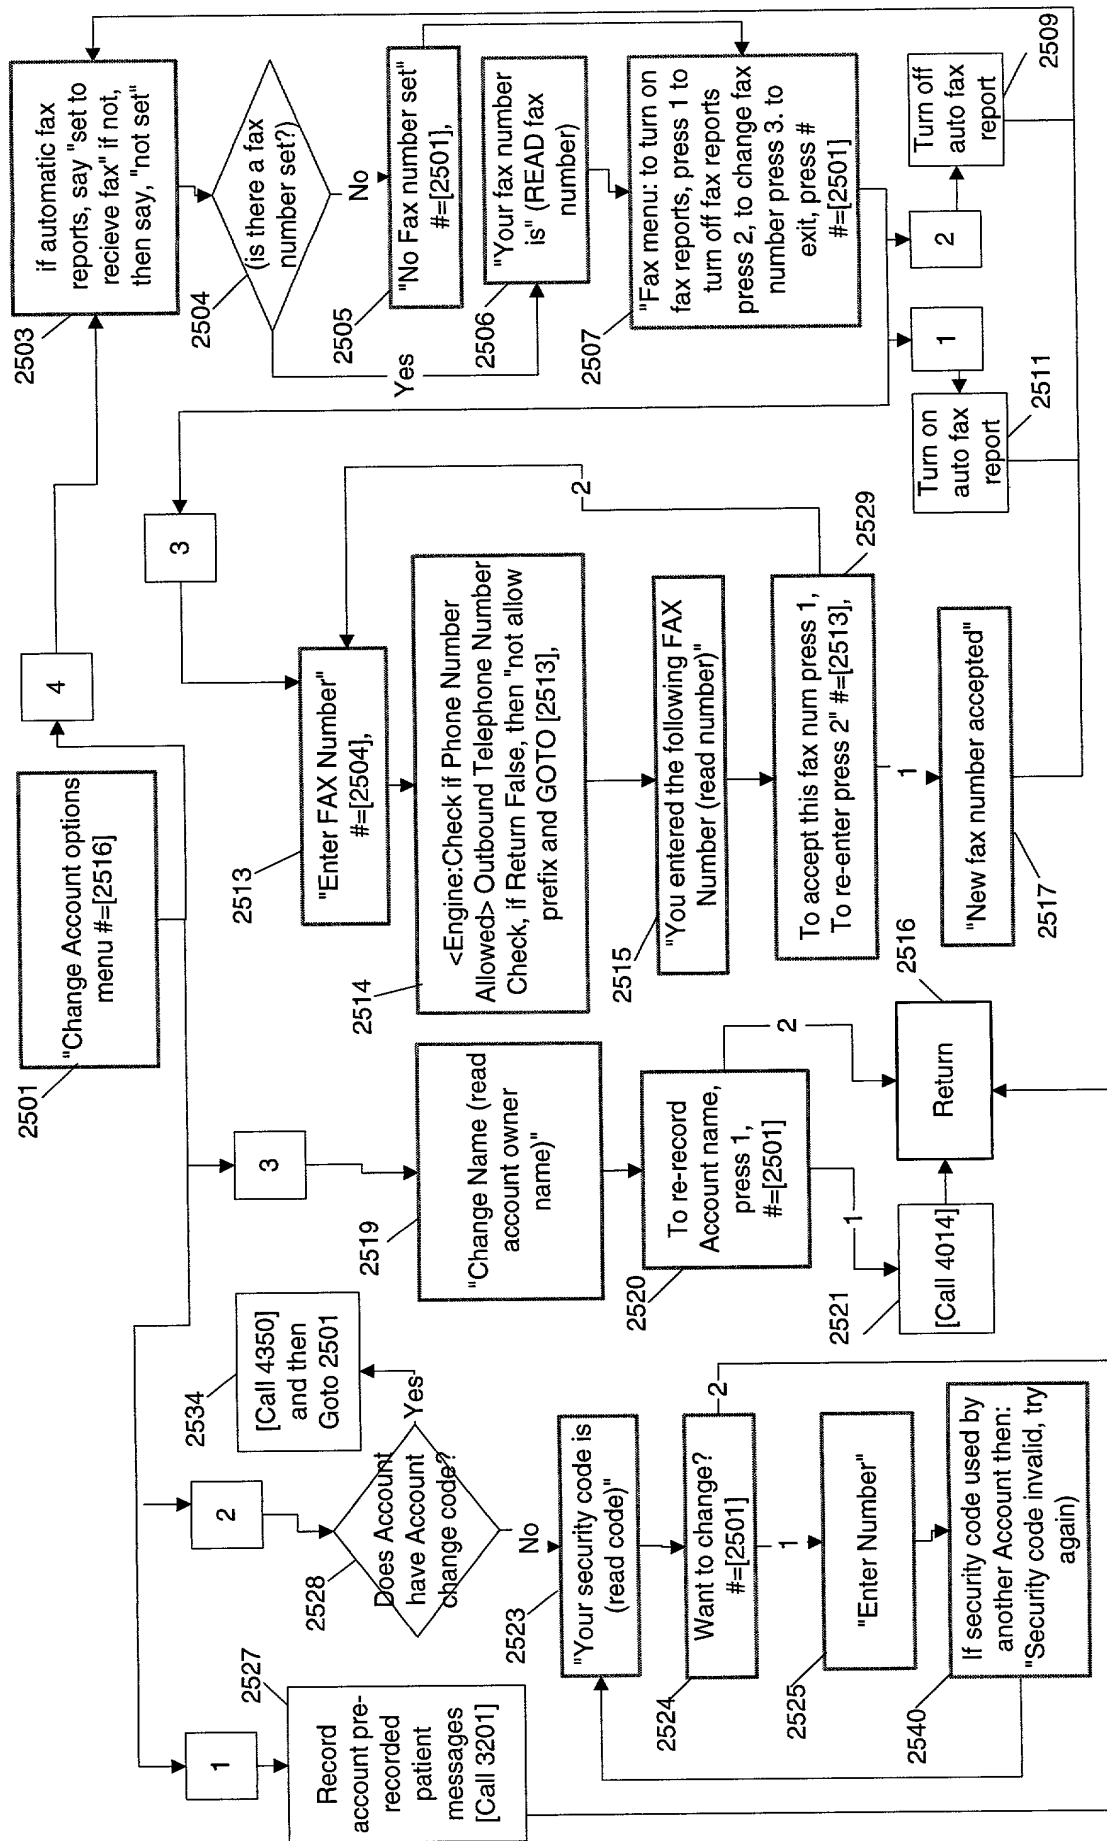 "Change Account options
menu #=[2516]
2501
1
Record
account pre-
recorded
patient
messages
[Call 3201]
2527
2
Does Account
have Account
change code?
2528
Yes
[Call 4350]
and then
Goto 2501
2534
No
"Your security code is
(read code)"
2523
Want to change?
#=[2501]
2524
2
1
"Enter Number"
2525
If security code used by
another Account then:
"Security code invalid, try
again)
2540
3
"Change Name (read
account owner
name)"
2519
To re-record
Account name,
press 1,
#=[2501]
2520
2
1
[Call 4014]
2521
Return
2516
4
if automatic fax
reports, say "set to
recieve fax" if not,
then say, "not set"
2503
(is there a fax
number set?)
2504
No
Yes
"No Fax number set"
#=[2501],
2505
"Your fax number
is" (READ fax
number)
2506
"Fax menu: to turn on
fax reports, press 1 to
turn off fax reports
press 2, to change fax
number press 3. to
exit, press #
#=[2501]
2507
1
Turn on
auto fax
report
2511
2
Turn off
auto fax
report
2509
3
"Enter FAX Number"
#=[2504],
2513
<Engine:Check if Phone Number
Allowed> Outbound Telephone Number
Check, if Return False, then "not allow
prefix and GOTO [2513],
2514
"You entered the following FAX
Number (read number)"
2515
To accept this fax num press 1,
To re-enter press 2" #=[2513],
2529
2
1
"New fax number accepted"
2517